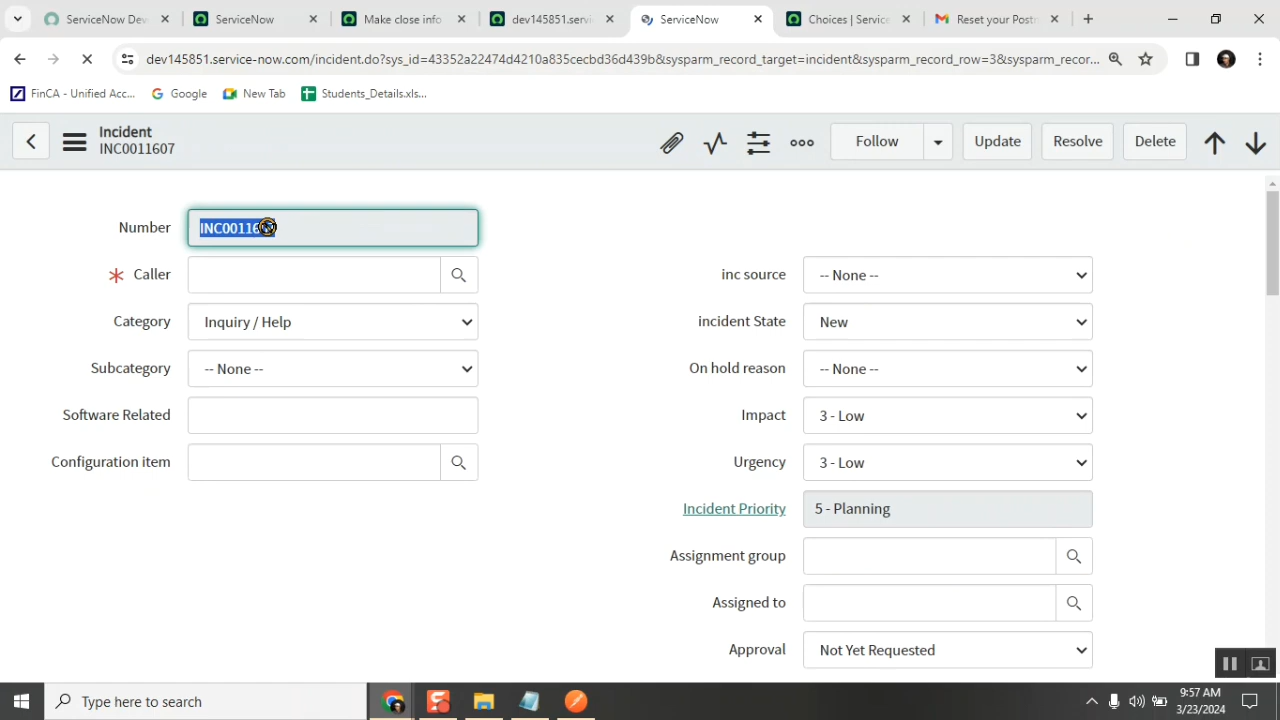 ServiceNow Dev
ServiceNow
Make close info
dev145851.servi
ServiceNow
Choices | Service
Reset your Post
dev145851.service-now.com/incident.do?sys_id=43352a22474d4210a835cecbd36d439b&sysparm_record_target=incident&sysparm_record_row=3&sysparm_recor...
FinCA - Unified Acc...
Google
New Tab
Students_Details.xls...
Incident
INC0011607
Follow
Update
Resolve
Delete
Number
INC00116
Caller
inc source
-- None --
Category
Inquiry / Help
incident State
New
Subcategory
-- None --
On hold reason
-- None --
Software Related
Impact
3 - Low
Configuration item
Urgency
3 - Low
Incident Priority
5 - Planning
Assignment group
Assigned to
Approval
Not Yet Requested
Type here to search
9:57 AM
3/23/2024